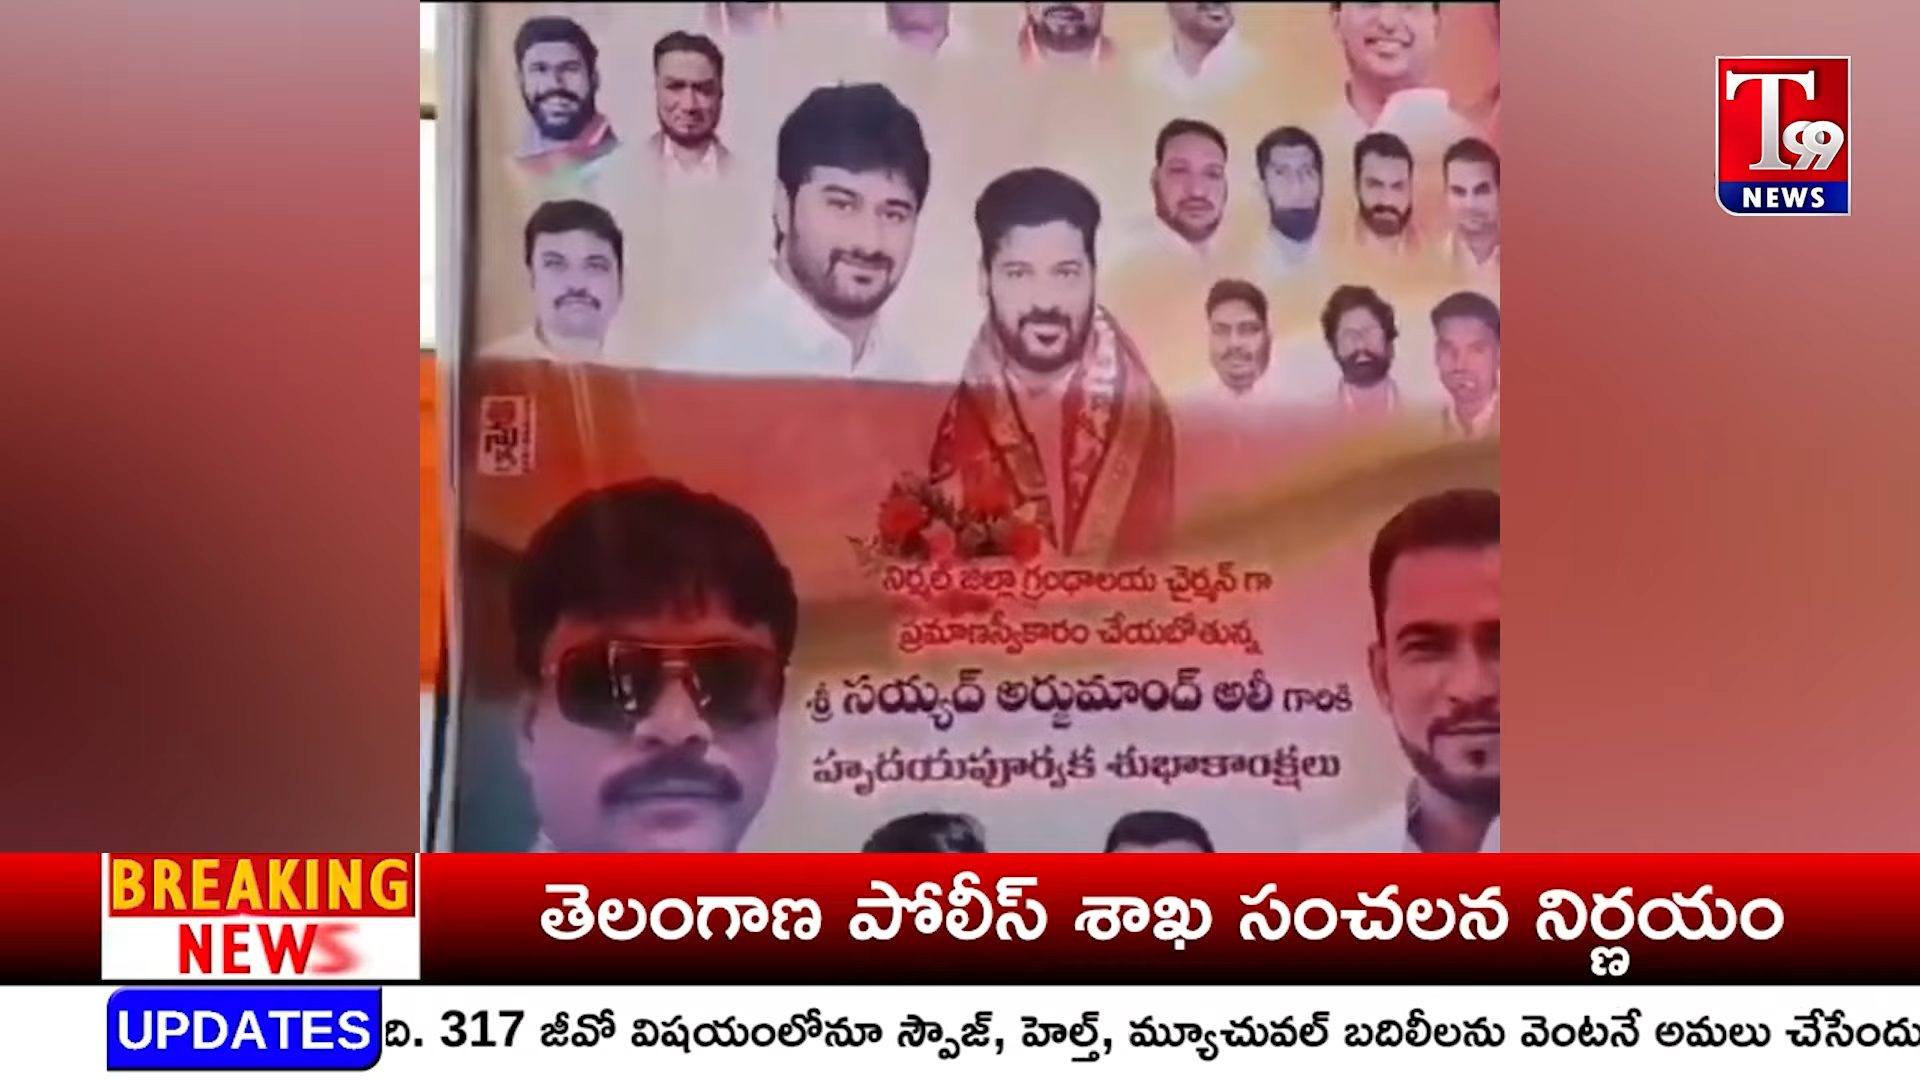 T99
NEWS
నిర్మల్ జిల్లా గ్రంధాలయ చైర్మన్ గా
ప్రమాణస్వీకారం చేయబోతున్న
శ్రీ సయ్యద్ అర్జుమాంద్ అలీ గారికి
హృదయపూర్వక శుభాకాంక్షలు
BREAKING
NEWS
తెలంగాణ పోలీస్ శాఖ సంచలన నిర్ణయం
UPDATES
ది. 317 జీవో విషయంలోనూ స్పౌజ్, హెల్త్, మ్యూచువల్ బదిలీలను వెంటనే అమలు చేసేందు